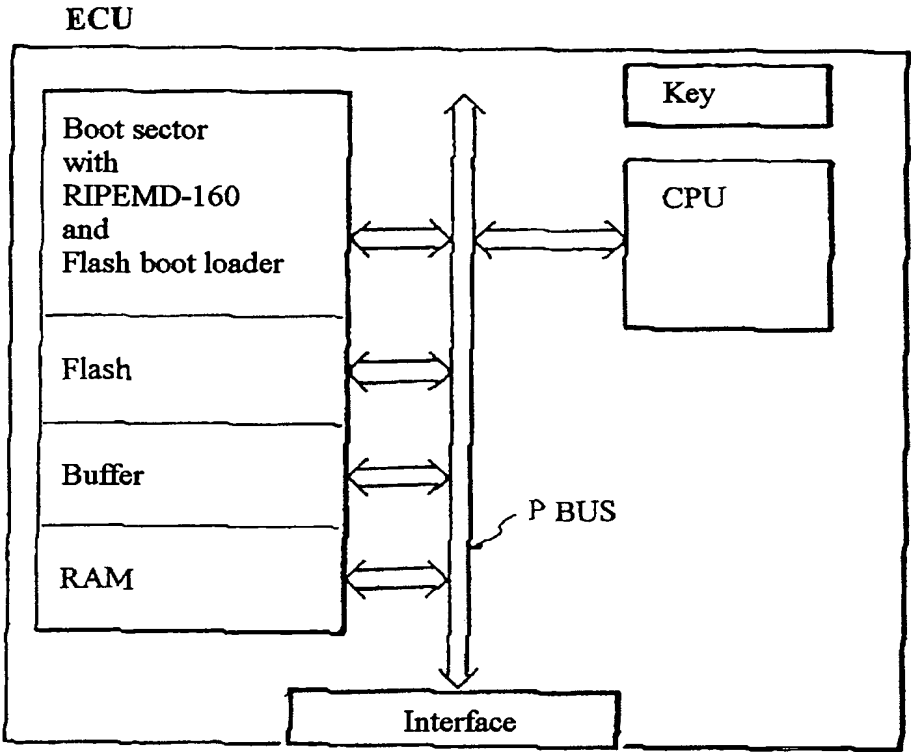 ECU
Boot sector
with
RIPEMD-160
and
Flash boot loader
Flash
Buffer
RAM
Key
CPU
P BUS
Interface